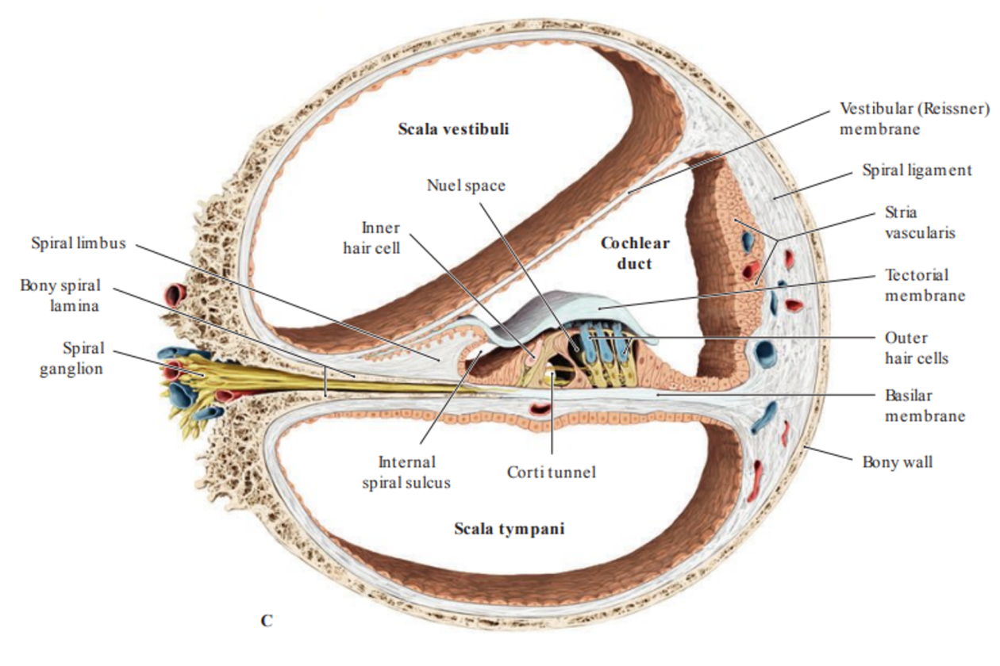 Vestibular (Reissner)
membrane
Scala vestibuli
Spiral ligament
Nuel space
Stria
vascularis
Inner
hair cell
Cochlear
duct
Spiral limbus
Tectorial
membrane
Bony spiral
lamina
Outer
hair cells
Spiral
ganglion
Basilar
membrane
Internal
spiral sulcus
Corti tunnel
Bony wall
Scala tympani
C